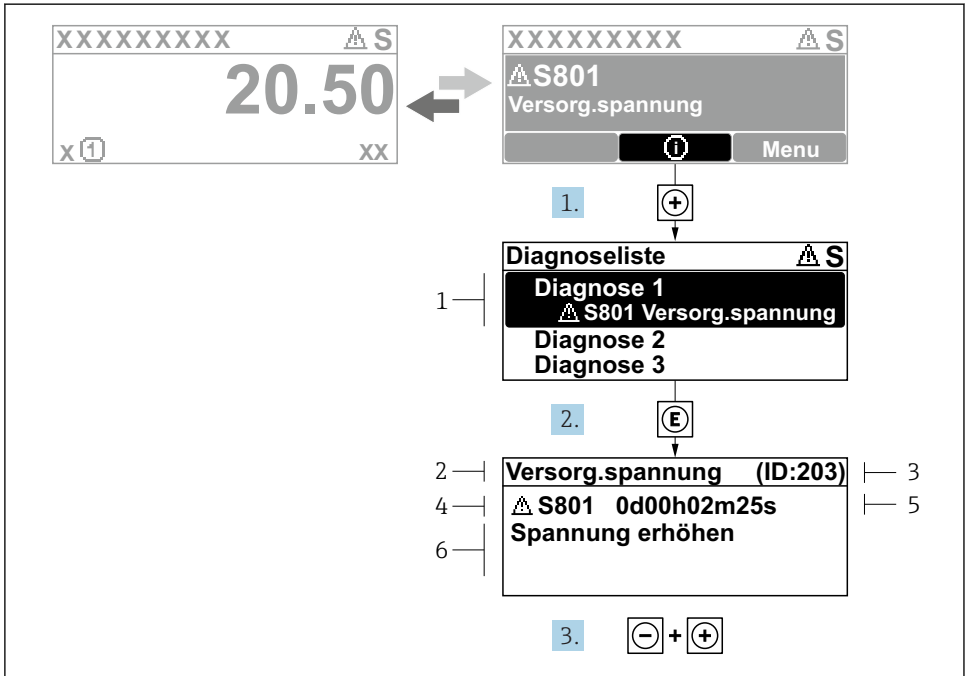 XXXXXXXXX ⚠ S
20.50
X 1 XX
XXXXXXXXX ⚠ S
⚠ S801
Versorg.spannung
i Menu
1. +
Diagnoseliste ⚠ S
1 Diagnose 1
⚠ S801 Versorg.spannung
Diagnose 2
Diagnose 3
2. E
2 Versorg.spannung (ID:203) 3
4 ⚠ S801 0d00h02m25s 5
6 Spannung erhöhen
3. - + +